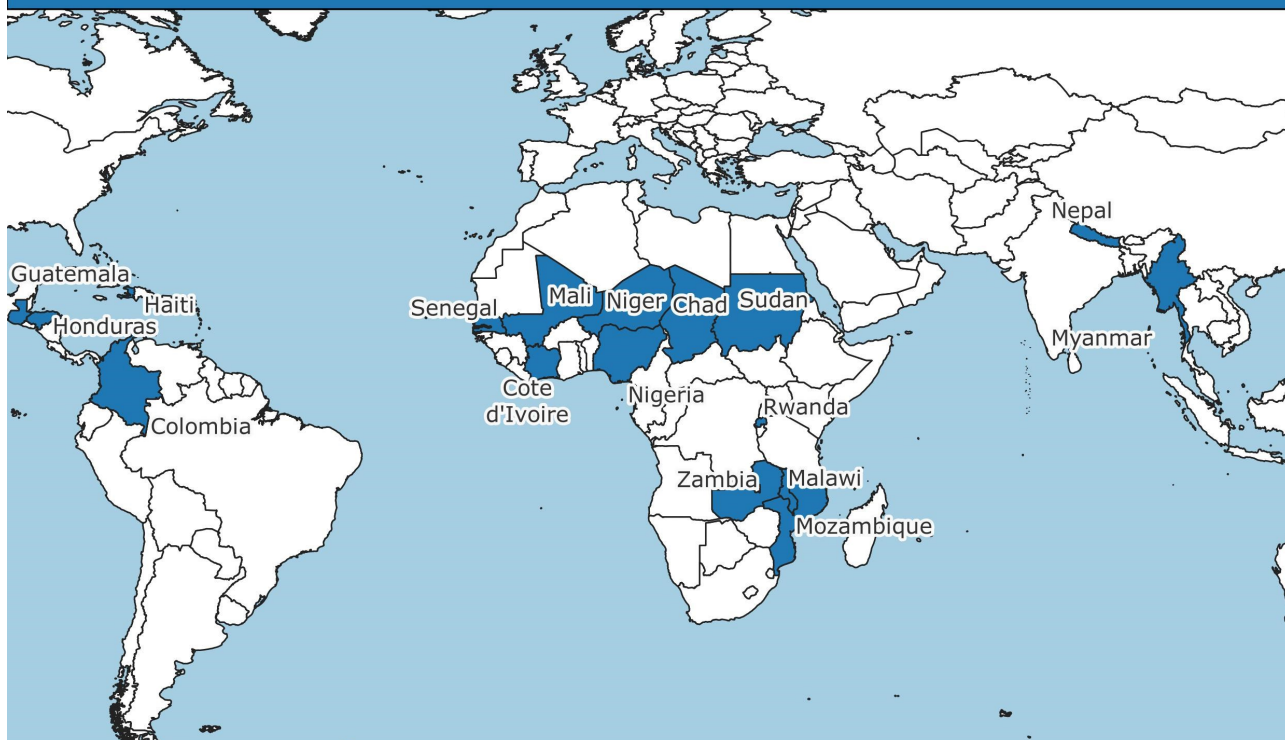 Nepal
Guatemala
Haiti
Senegal
Mali
Niger
Chad
Sudan
Honduras
Myanmar
Cote
d'Ivoire
Nigeria
Rwanda
Colombia
Zambia
Malawi
Mozambique